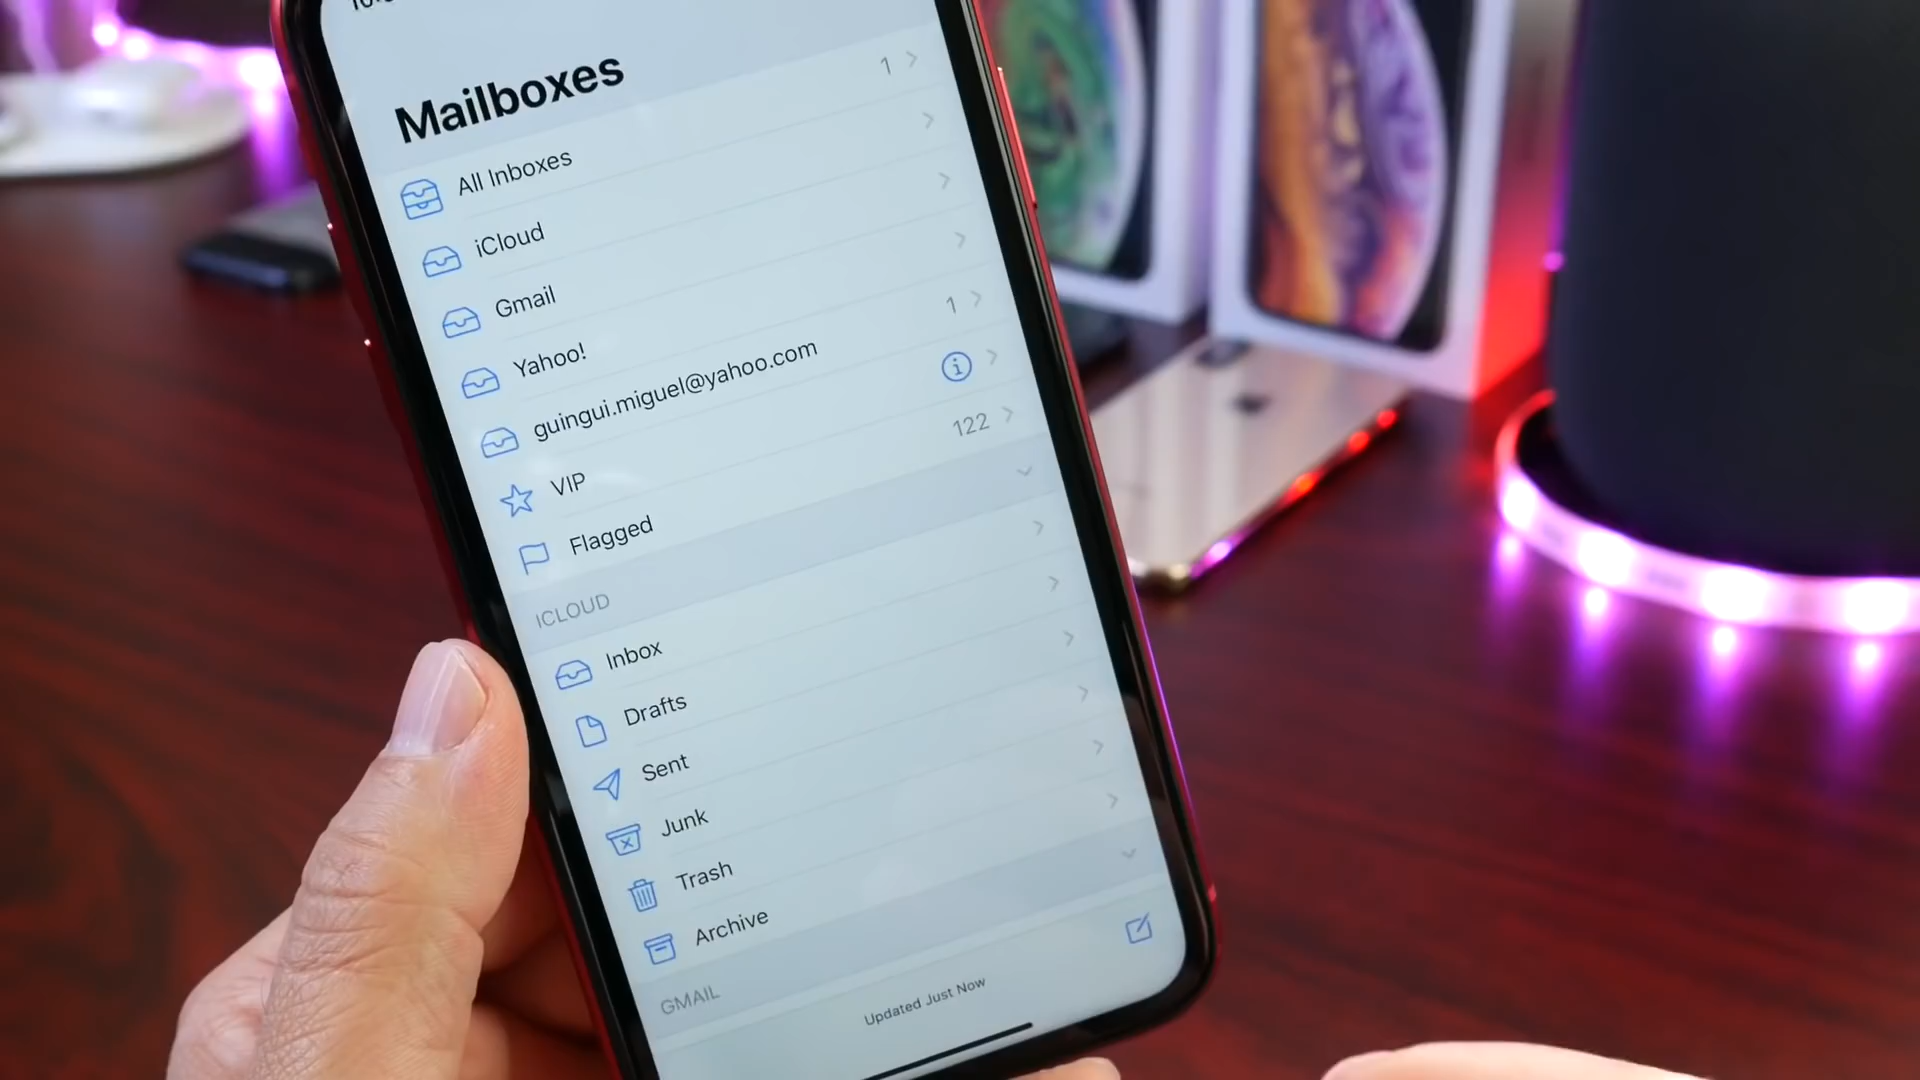 Mailboxes
All Inboxes 1
iCloud
Gmail
Yahoo!
guingui.miguel@yahoo.com 1
VIP
Flagged 122
ICLOUD
Inbox
Drafts
Sent
Junk
Trash
Archive
GMAIL
Updated Just Now